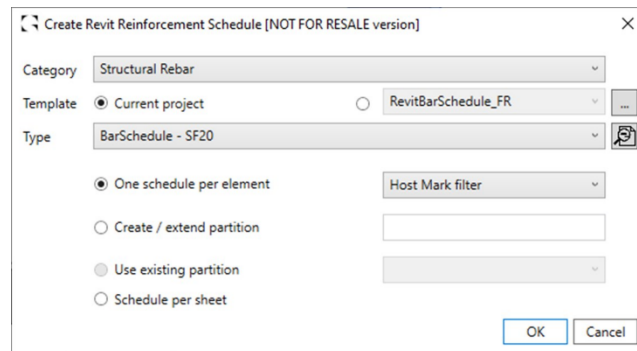 Create Revit Reinforcement Schedule [NOT FOR RESALE version]
Category Structural Rebar
Template Current project RevitBarSchedule_FR ...
Type BarSchedule - SF20
One schedule per element Host Mark filter
Create / extend partition
Use existing partition
Schedule per sheet
OK Cancel